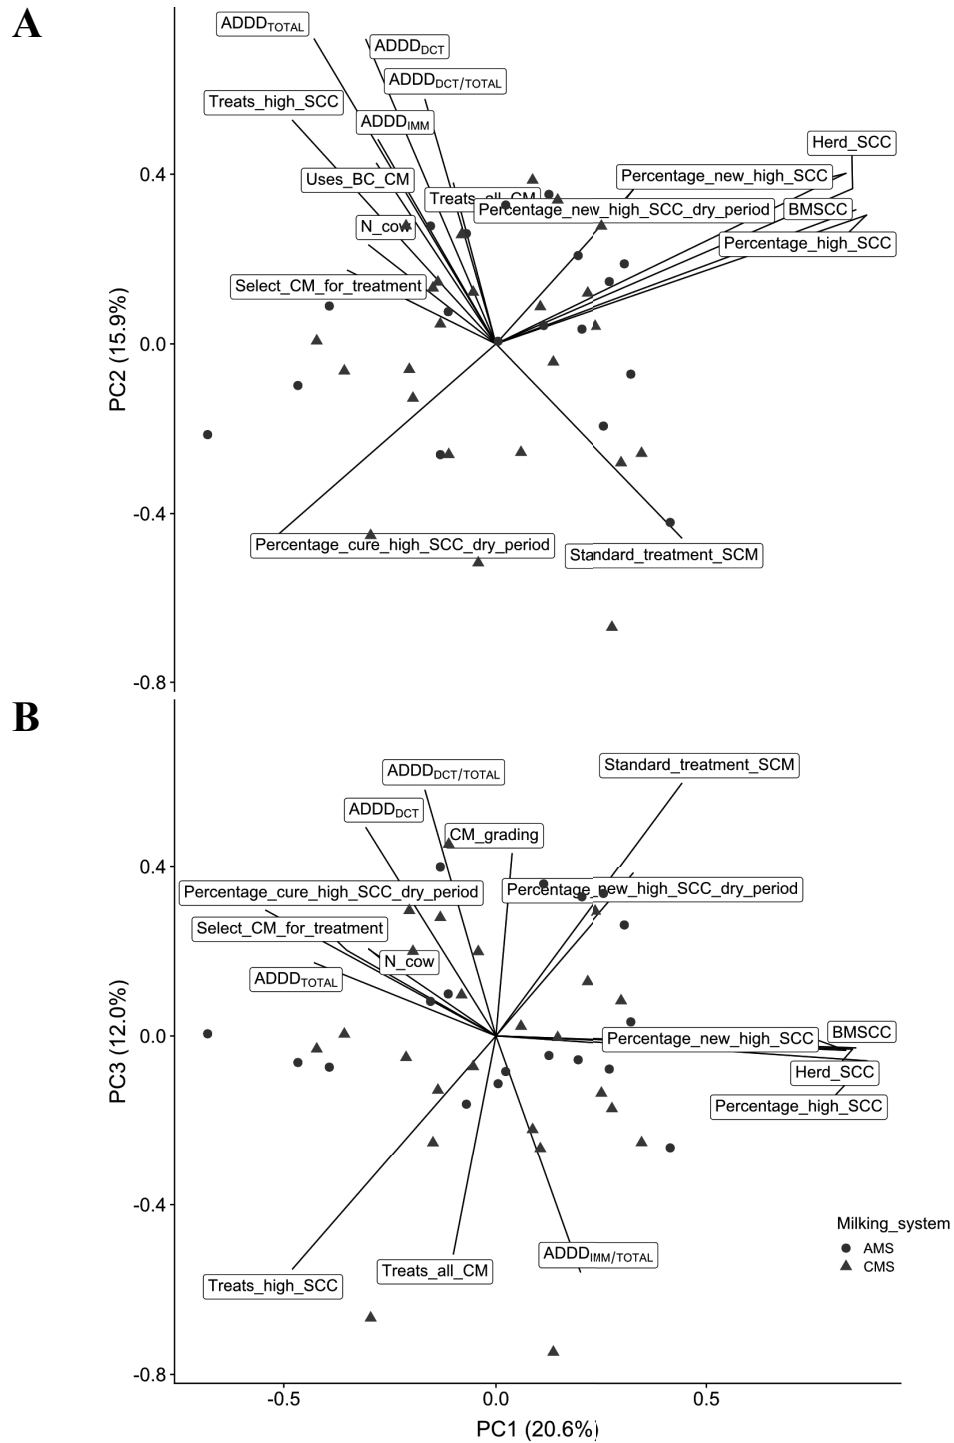 A
ADDDTOTAL
ADDDDCT
ADDDDCT/TOTAL
Treats_high_SCC
ADDDIMM
Herd_SCC
0.4
Uses_BC_CM
Percentage_new_high_SCC
Treats_all_CM
Percentage_new_high_SCC_dry_period
BMSCC
N_cow
Percentage_high_SCC
Select_CM_for_treatment
PC2 (15.9%)
0.0
-0.4
Percentage_cure_high_SCC_dry_period
Standard_treatment_SCM
-0.8
B
ADDDDCT/TOTAL
Standard_treatment_SCM
ADDDDCT
CM_grading
0.4
Percentage_cure_high_SCC_dry_period
Percentage_new_high_SCC_dry_period
Select_CM_for_treatment
N_cow
ADDDTOTAL
PC3 (12.0%)
0.0
Percentage_new_high_SCC
BMSCC
Herd_SCC
Percentage_high_SCC
-0.4
Milking_system
AMS
CMS
ADDDIMM/TOTAL
Treats_all_CM
Treats_high_SCC
-0.8
-0.5
0.0
0.5
PC1 (20.6%)